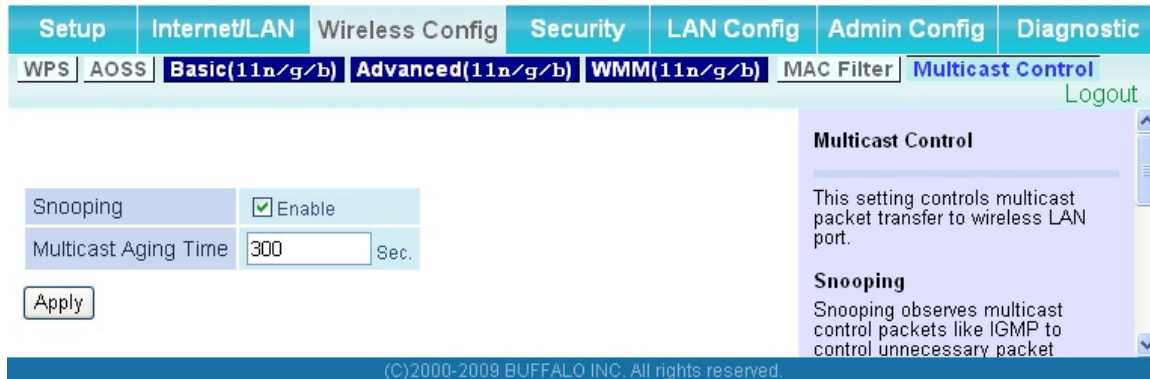 Setup Internet/LAN Wireless Config Security LAN Config Admin Config Diagnostic
WPS AOSS Basic(11n/g/b) Advanced(11n/g/b) WMM(11n/g/b) MAC Filter Multicast Control
Logout
Snooping Enable
Multicast Aging Time 300 Sec.
Apply
Multicast Control
This setting controls multicast
packet transfer to wireless LAN
port.
Snooping
Snooping observes multicast
control packets like IGMP to
control unnecessary packet
(C)2000-2009 BUFFALO INC. All rights reserved.